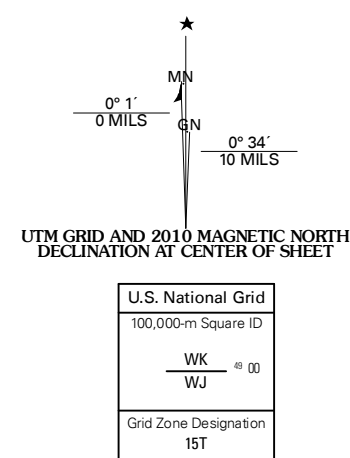 MN
0° 1´
0 MILS
GN
0° 34´
10 MILS
UTM GRID AND 2010 MAGNETIC NORTH
DECLINATION AT CENTER OF SHEET
U.S. National Grid
100,000-m Square ID
WK
49 00
WJ
Grid Zone Designation
15T